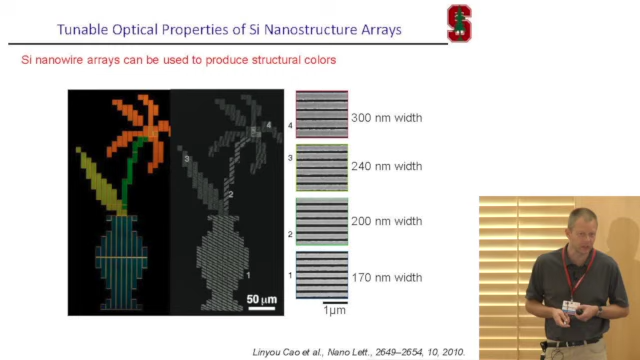 Tunable Optical Properties of Si Nanostructure Arrays
S
Si nanowire arrays can be used to produce structural colors
4
3
2
1
50 μm
4
300 nm width
3
240 nm width
2
200 nm width
1
170 nm width
1μm
Linyou Cao et al., Nano Lett., 2649–2654, 10, 2010.